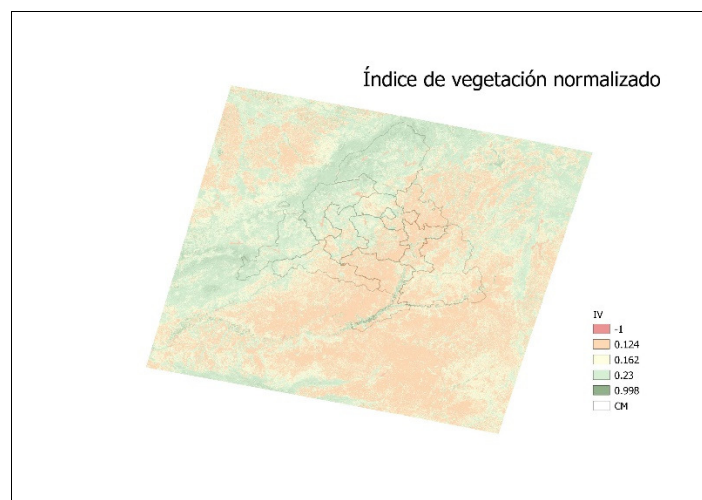 Índice de vegetación normalizado
IV
-1
0.124
0.162
0.23
0.998
CM